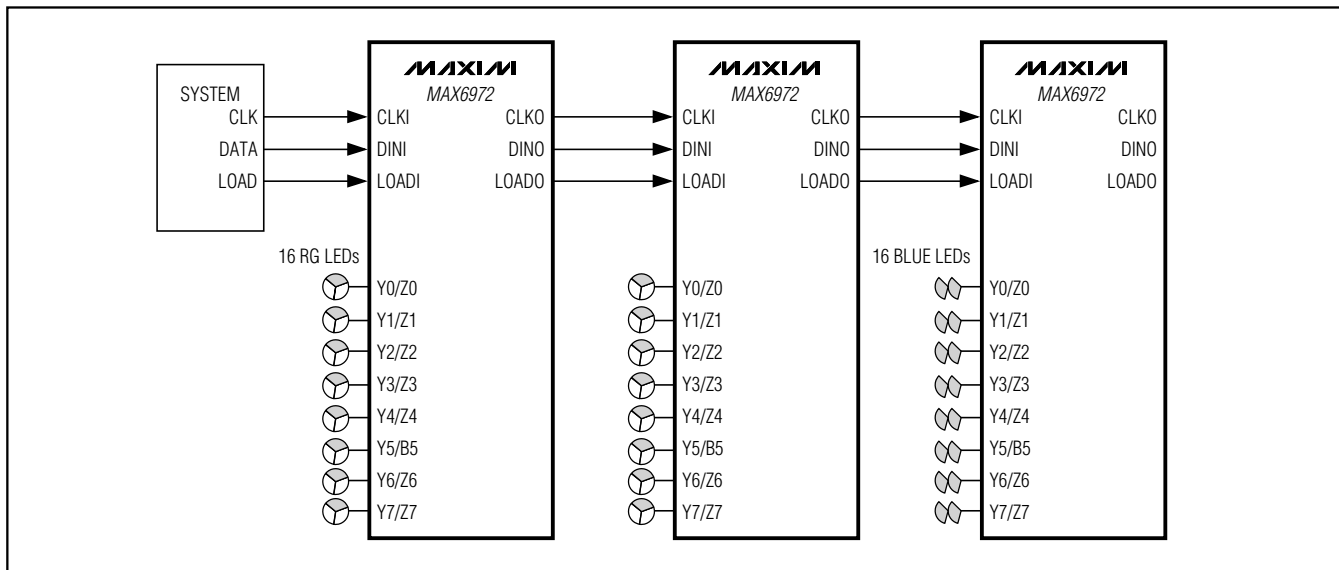 SYSTEM
CLK
DATA
LOAD
MAXIM
MAX6972
CLKI CLKO
DINI DINO
LOADI LOADO
16 RG LEDs
Y0/Z0
Y1/Z1
Y2/Z2
Y3/Z3
Y4/Z4
Y5/B5
Y6/Z6
Y7/Z7
MAXIM
MAX6972
CLKI CLKO
DINI DINO
LOADI LOADO
Y0/Z0
Y1/Z1
Y2/Z2
Y3/Z3
Y4/Z4
Y5/B5
Y6/Z6
Y7/Z7
MAXIM
MAX6972
CLKI CLKO
DINI DINO
LOADI LOADO
16 BLUE LEDs
Y0/Z0
Y1/Z1
Y2/Z2
Y3/Z3
Y4/Z4
Y5/B5
Y6/Z6
Y7/Z7